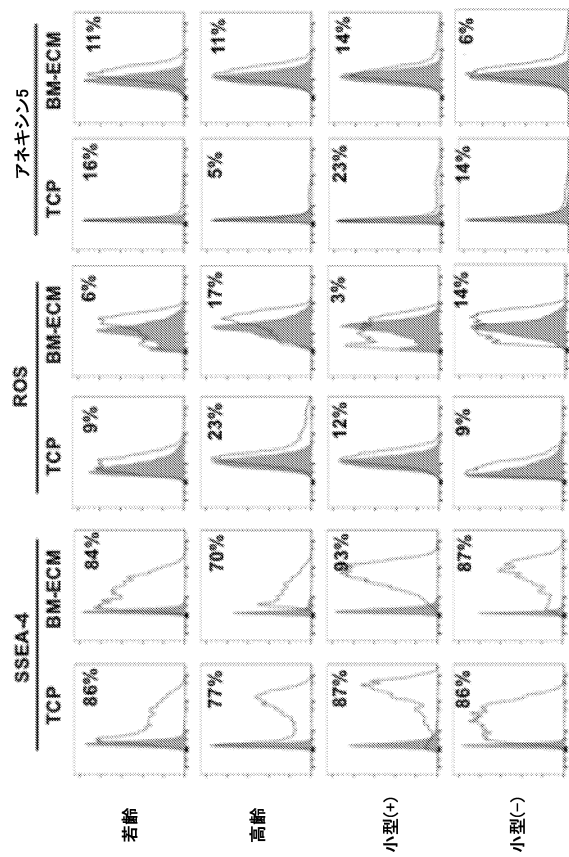 SSEA-4 ROS アネキシン5
TCP BM-ECM TCP BM-ECM TCP BM-ECM
若齢 86% 84% 9% 6% 16% 11%
高齢 77% 70% 23% 17% 5% 11%
小型(+) 87% 93% 12% 3% 23% 14%
小型(-) 86% 87% 9% 14% 14% 6%